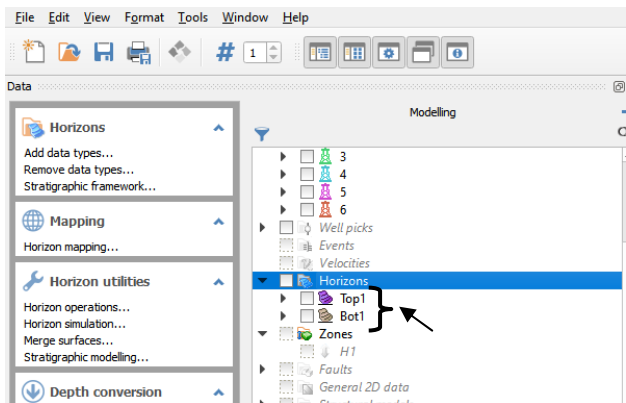 File Edit View Format Tools Window Help
# 1
Data
Horizons
Add data types...
Remove data types...
Stratigraphic framework...
Mapping
Horizon mapping...
Horizon utilities
Horizon operations...
Horizon simulation...
Merge surfaces...
Stratigraphic modelling...
Depth conversion
Modelling
3
4
5
6
Well picks
Events
Velocities
Horizons
Top1
Bot1
Zones
H1
Faults
General 2D data